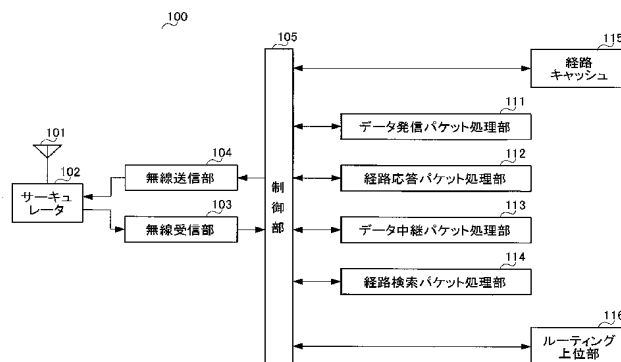 100
105
115
経路
キャッシュ
101
111
データ発信パケット処理部
102
サーキュ
レータ
104
無線送信部
112
経路応答パケット処理部
制御部
103
無線受信部
113
データ中継パケット処理部
114
経路検索パケット処理部
116
ルーティング
上位部